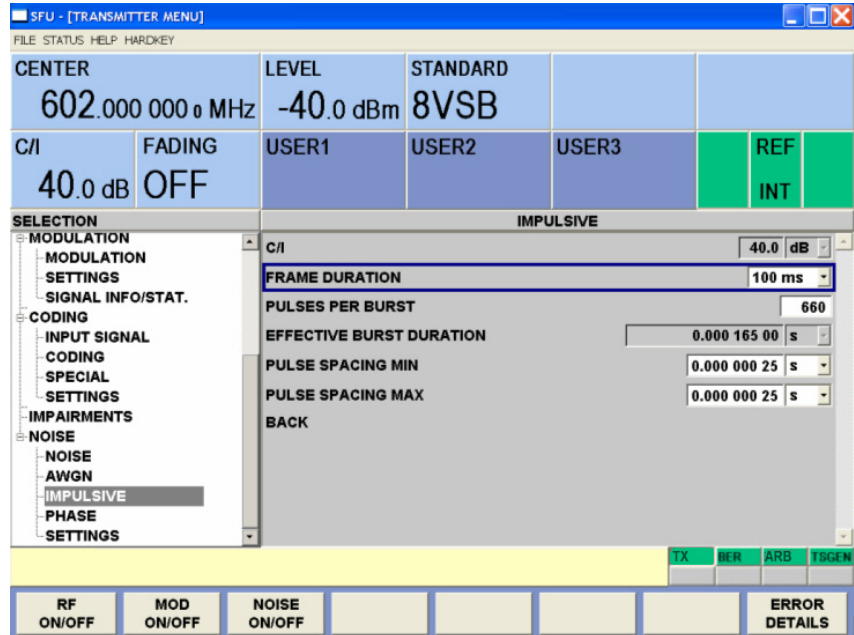 SFU - [TRANSMITTER MENU]
FILE STATUS HELP HARDKEY
CENTER LEVEL STANDARD
602.000 000 0 MHz -40.0 dBm 8VSB
C/I FADING USER1 USER2 USER3 REF
40.0 dB OFF INT
SELECTION IMPULSIVE
MODULATION
MODULATION
SETTINGS
SIGNAL INFO/STAT.
CODING
INPUT SIGNAL
CODING
SPECIAL
SETTINGS
IMPAIRMENTS
NOISE
NOISE
AWGN
IMPULSIVE
PHASE
SETTINGS
C/I 40.0 dB
FRAME DURATION 100 ms
PULSES PER BURST 660
EFFECTIVE BURST DURATION 0.000 165 00 s
PULSE SPACING MIN 0.000 000 25 s
PULSE SPACING MAX 0.000 000 25 s
BACK
TX BER ARB TSGEN
RF ON/OFF MOD ON/OFF NOISE ON/OFF ERROR DETAILS